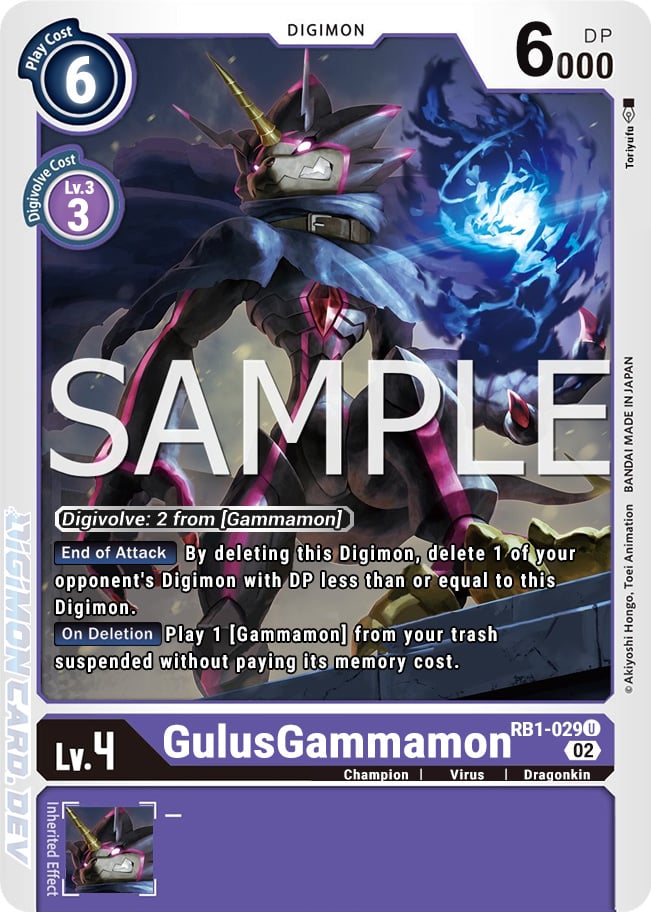 DIGIMON
Play Cost
6
DP
6000
Digivolve Cost
Lv.3
3
Toriyufu
SAMPLE
Digivolve: 2 from [Gammamon]
End of Attack By deleting this Digimon, delete 1 of your
opponent's Digimon with DP less than or equal to this
Digimon.
On Deletion Play 1 [Gammamon] from your trash
suspended without paying its memory cost.
© Akiyoshi Hongo, Toei Animation BANDAI MADE IN JAPAN
DIGIMON CARD.DEV
Lv.4
GulusGammamon
RB1-029 U
02
Champion | Virus | Dragonkin
Inherited Effect
—